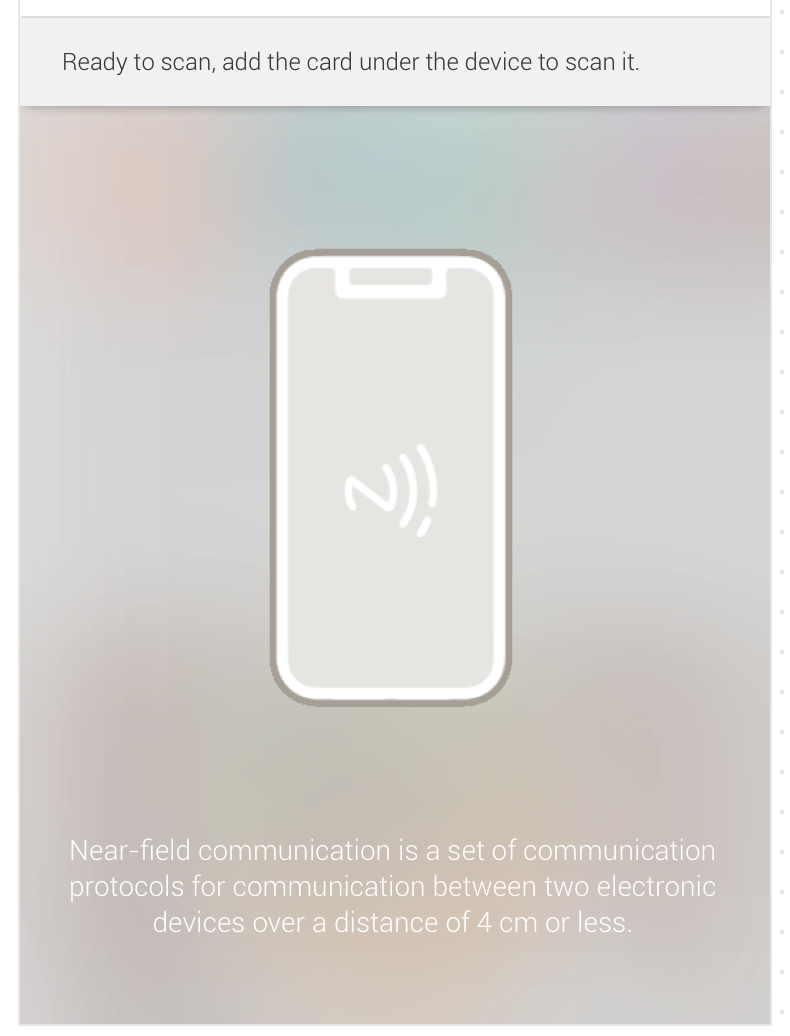 Ready to scan, add the card under the device to scan it.
Near-field communication is a set of communication
protocols for communication between two electronic
devices over a distance of 4 cm or less.